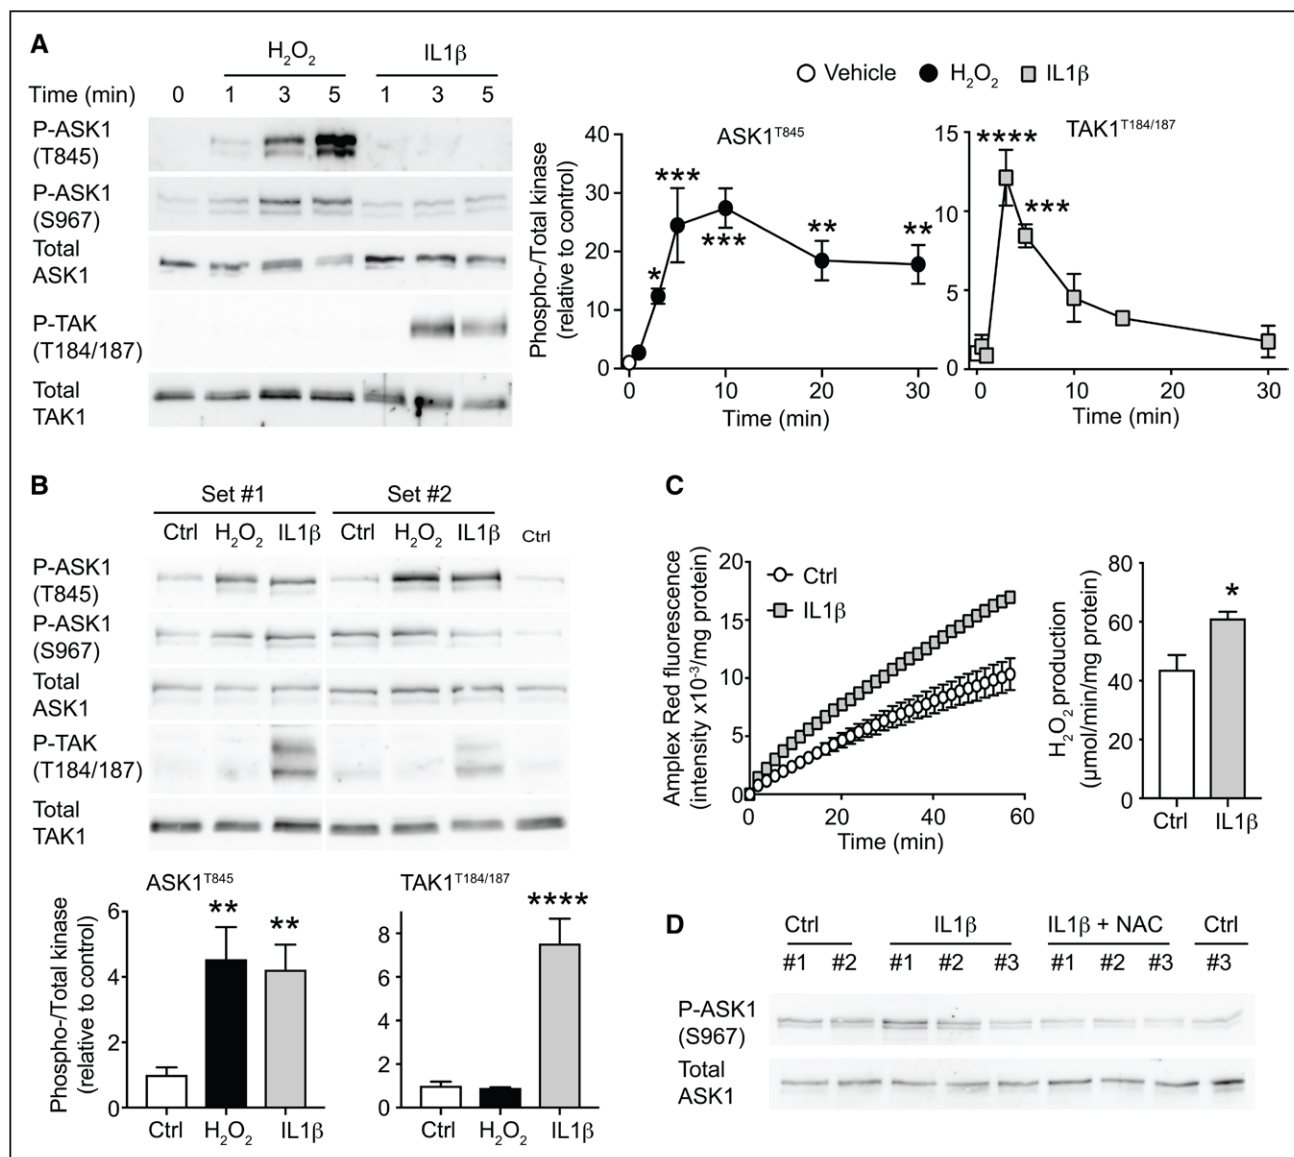 A
H₂O₂ IL1β
Time (min) 0 1 3 5 1 3 5
P-ASK1
(T845)
P-ASK1
(S967)
Total
ASK1
P-TAK
(T184/187)
Total
TAK1
Vehicle H₂O₂ IL1β
ASK1ᵀ⁸⁴⁵
Phospho-/Total kinase
(relative to control)
40
30
20
10
0
* *** *** ** **
0 10 20 30
Time (min)
TAK1ᵀ¹⁸⁴/¹⁸⁷
15
10
5
0
**** ***
0 10 30
Time (min)
B
Set #1 Set #2
Ctrl H₂O₂ IL1β Ctrl H₂O₂ IL1β Ctrl
P-ASK1
(T845)
P-ASK1
(S967)
Total
ASK1
P-TAK
(T184/187)
Total
TAK1
ASK1ᵀ⁸⁴⁵
Phospho-/Total kinase
(relative to control)
6
4
2
0
** **
Ctrl H₂O₂ IL1β
TAK1ᵀ¹⁸⁴/¹⁸⁷
8
6
4
2
0
****
Ctrl H₂O₂ IL1β
C
Amplex Red fluorescence
(intensity x10⁻³/mg protein)
20
15
10
5
0
Ctrl
IL1β
0 20 40 60
Time (min)
H₂O₂ production
(µmol/min/mg protein)
80
60
40
20
0
*
Ctrl IL1β
D
Ctrl IL1β IL1β + NAC Ctrl
#1 #2 #1 #2 #3 #1 #2 #3 #3
P-ASK1
(S967)
Total
ASK1